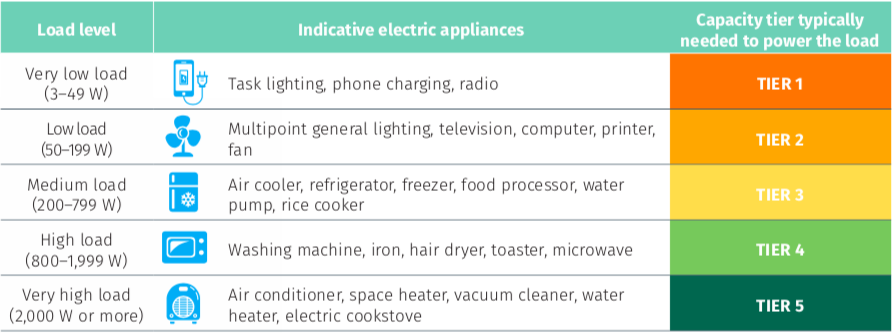 Load level
Indicative electric appliances
Capacity tier typically
needed to power the load
Very low load
(3–49 W)
Task lighting, phone charging, radio
TIER 1
Low load
(50–199 W)
Multipoint general lighting, television, computer, printer,
fan
TIER 2
Medium load
(200–799 W)
Air cooler, refrigerator, freezer, food processor, water
pump, rice cooker
TIER 3
High load
(800–1,999 W)
Washing machine, iron, hair dryer, toaster, microwave
TIER 4
Very high load
(2,000 W or more)
Air conditioner, space heater, vacuum cleaner, water
heater, electric cookstove
TIER 5